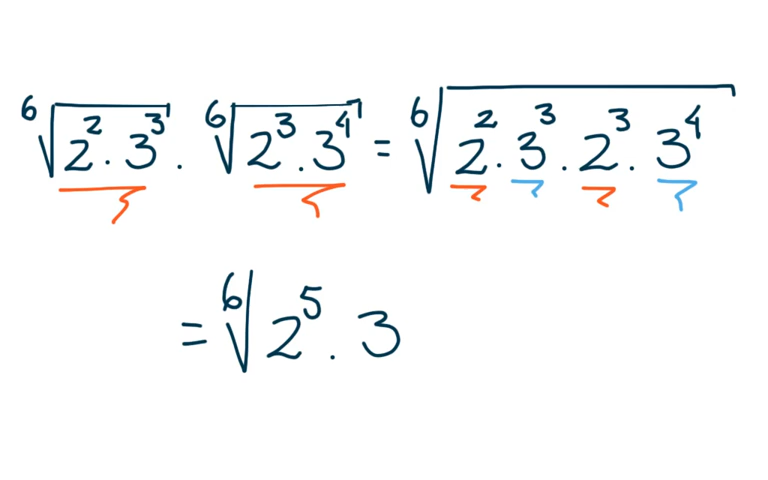 ⁶√(2² · 3³) · ⁶√(2³ · 3⁴) = ⁶√(2² · 3³ · 2³ · 3⁴)
= ⁶√(2⁵ · 3